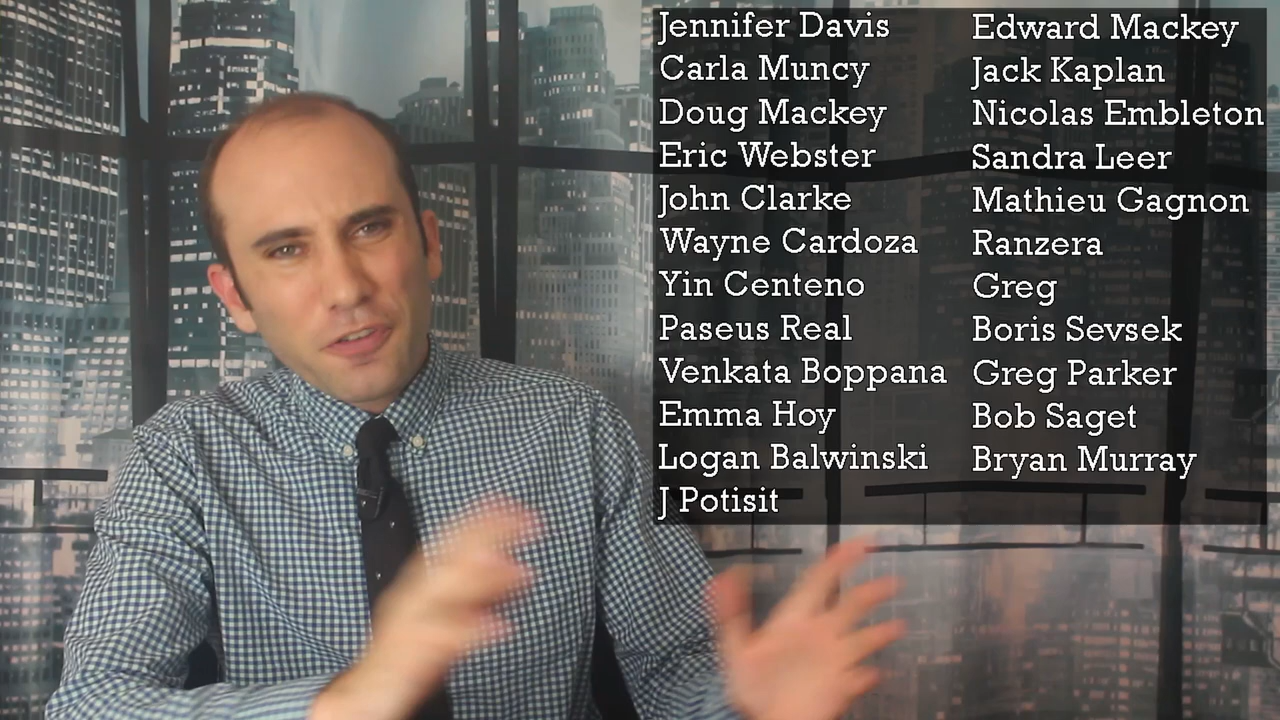 Jennifer Davis
Carla Muncy
Doug Mackey
Eric Webster
John Clarke
Wayne Cardoza
Yin Centeno
Paseus Real
Venkata Boppana
Emma Hoy
Logan Balwinski
J Potisit
Edward Mackey
Jack Kaplan
Nicolas Embleton
Sandra Leer
Mathieu Gagnon
Ranzera
Greg
Boris Sevsek
Greg Parker
Bob Saget
Bryan Murray